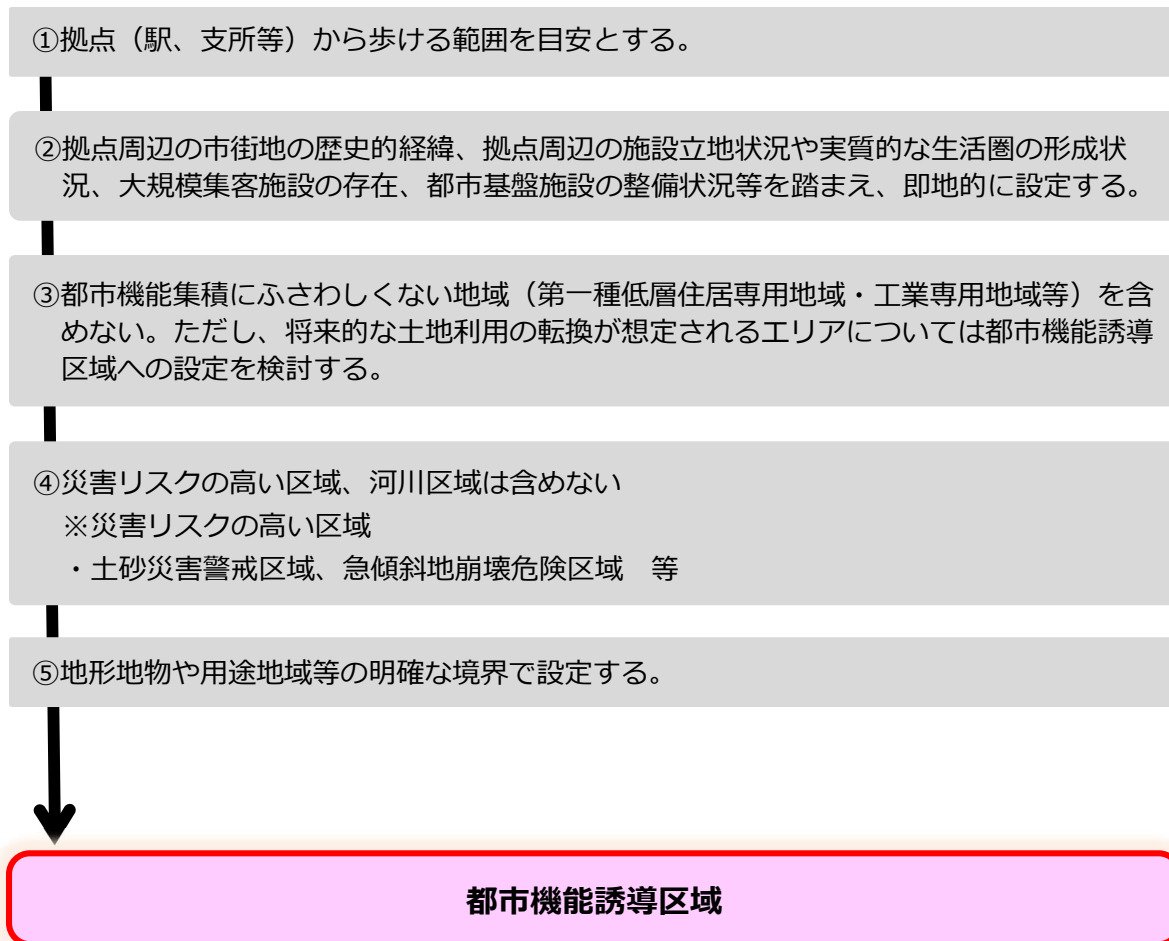 ①拠点（駅、支所等）から歩ける範囲を目安とする。
②拠点周辺の市街地の歴史的経緯、拠点周辺の施設立地状況や実質的な生活圏の形成状
況、大規模集客施設の存在、都市基盤施設の整備状況等を踏まえ、即地的に設定する。
③都市機能集積にふさわしくない地域（第一種低層住居専用地域・工業専用地域等）を含
めない。ただし、将来的な土地利用の転換が想定されるエリアについては都市機能誘導
区域への設定を検討する。
④災害リスクの高い区域、河川区域は含めない
※災害リスクの高い区域
・土砂災害警戒区域、急傾斜地崩壊危険区域　等
⑤地形地物や用途地域等の明確な境界で設定する。
都市機能誘導区域